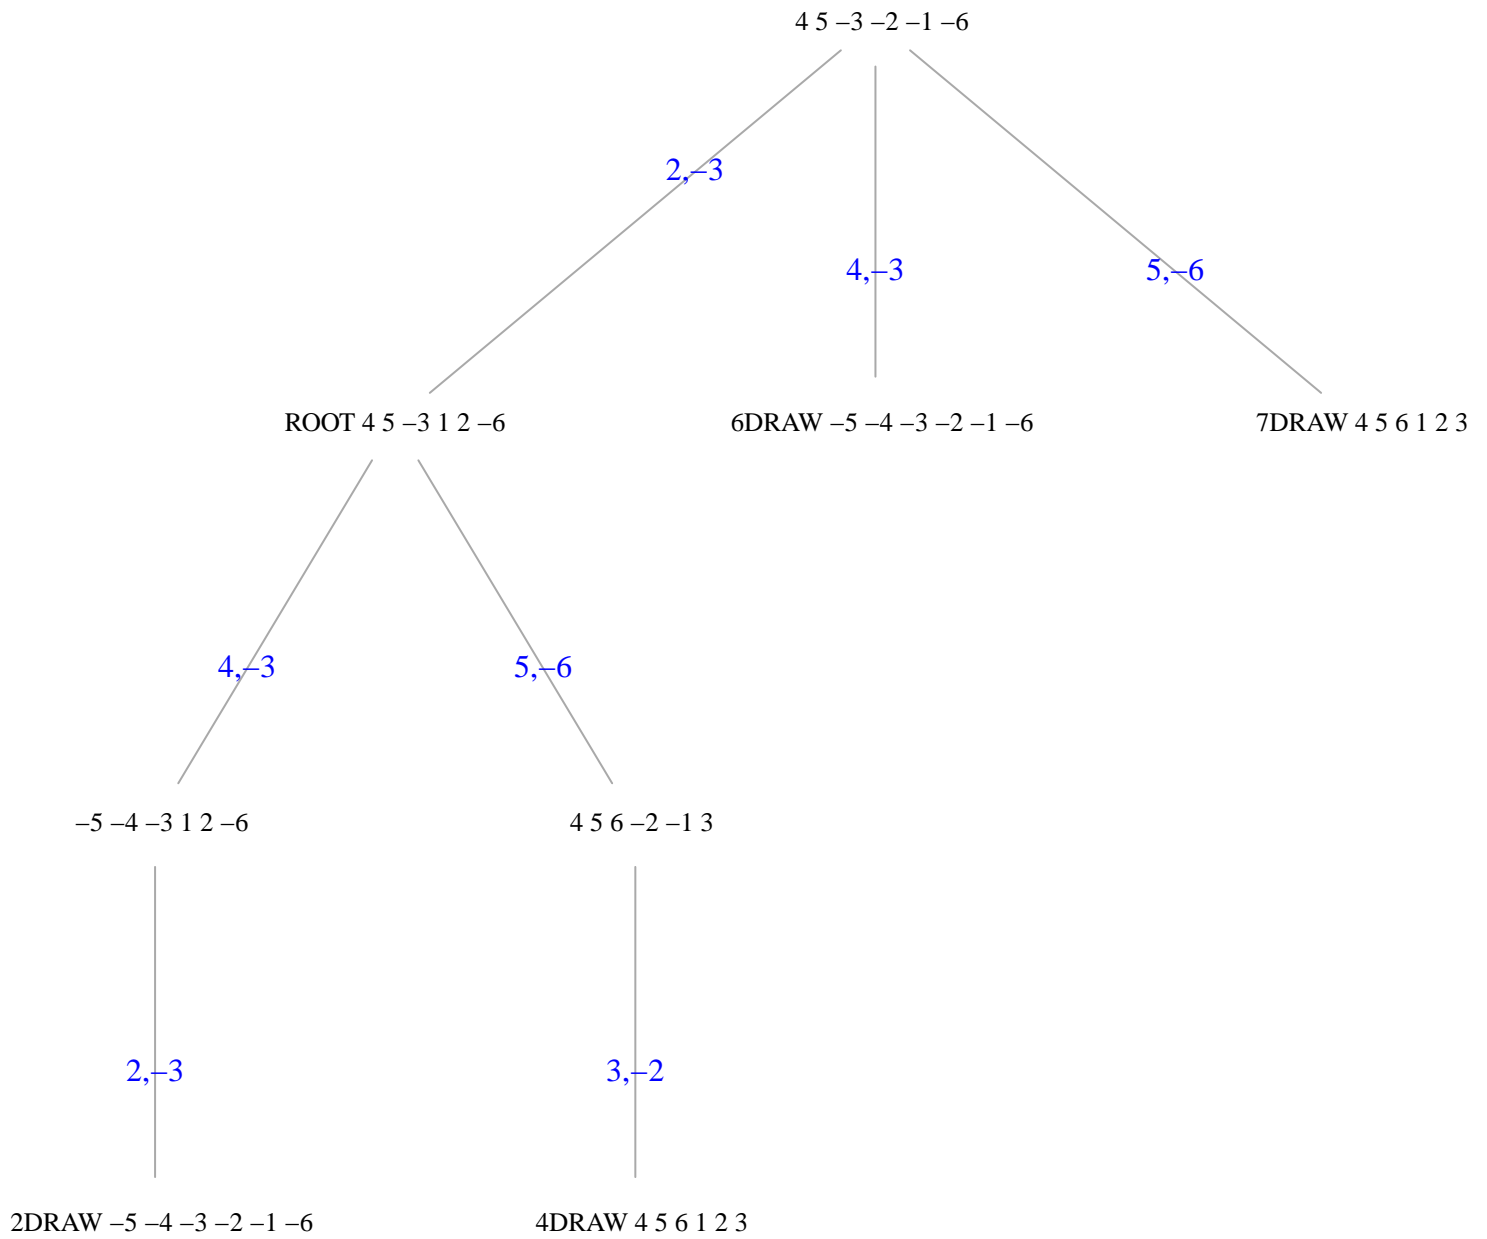 4 5 –3 –2 –1 –6
2,–3
4,–3
5,–6
ROOT 4 5 –3 1 2 –6
6DRAW –5 –4 –3 –2 –1 –6
7DRAW 4 5 6 1 2 3
4,–3
5,–6
–5 –4 –3 1 2 –6
4 5 6 –2 –1 3
2,–3
3,–2
2DRAW –5 –4 –3 –2 –1 –6
4DRAW 4 5 6 1 2 3